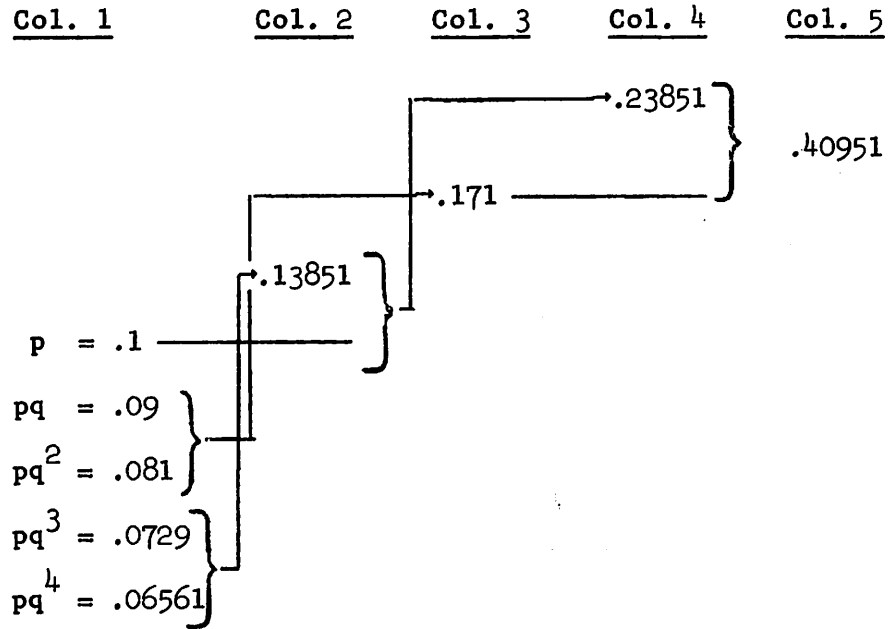 Col. 1 Col. 2 Col. 3 Col. 4 Col. 5
.23851
.40951
.171
.13851
p = .1
pq = .09
pq² = .081
pq³ = .0729
pq⁴ = .06561